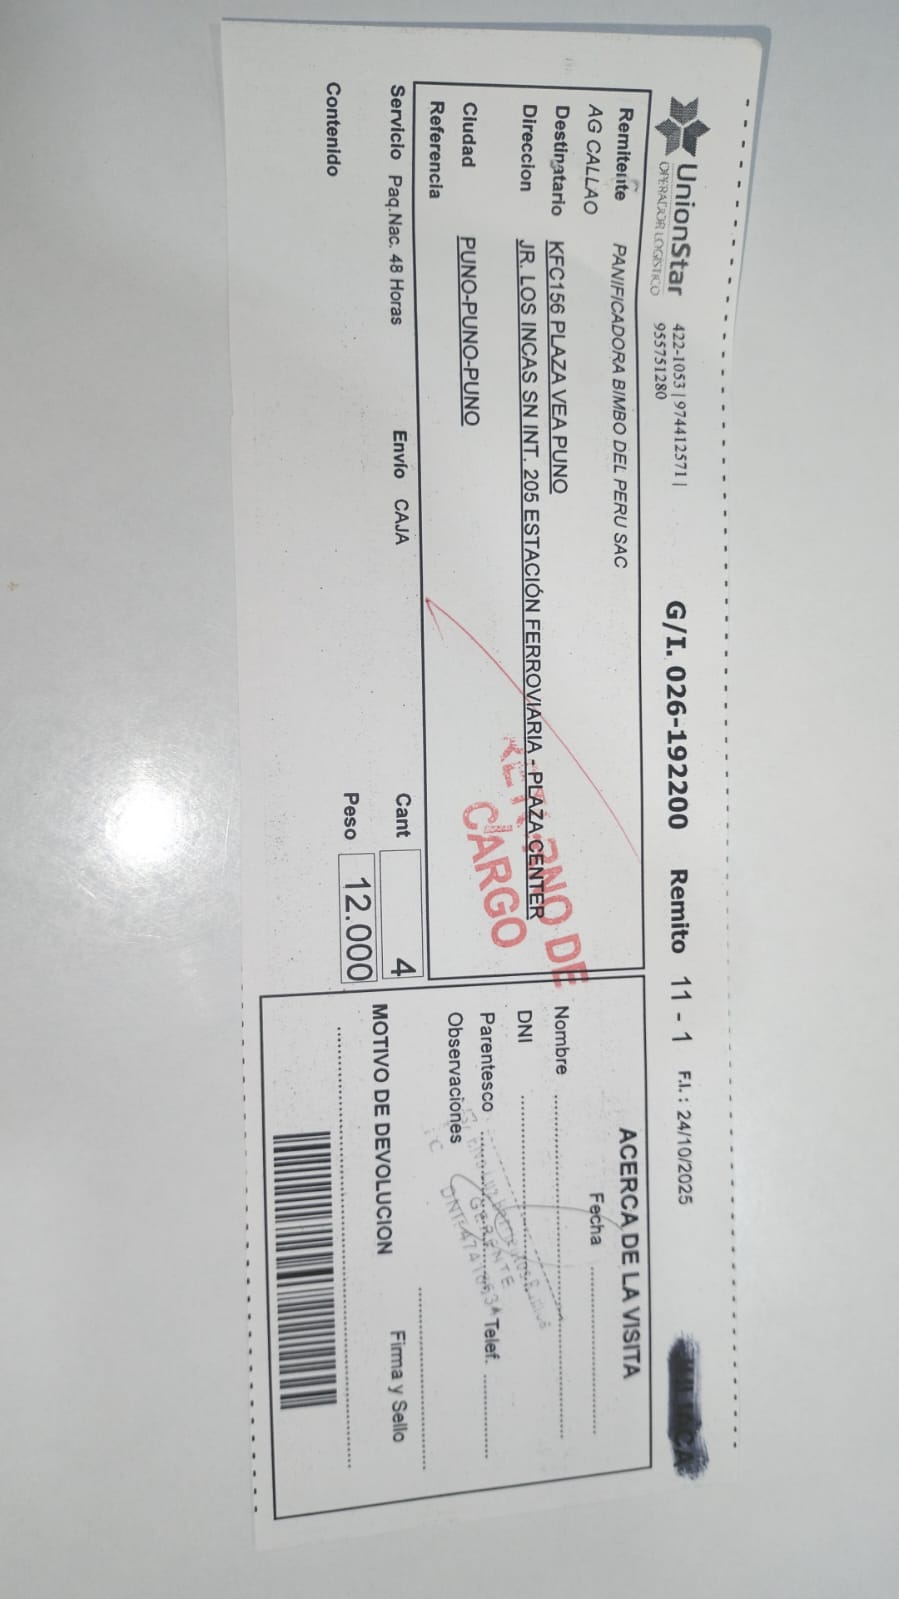 UnionStar
OPERADOR LOGÍSTICO
422-1053 | 974412571 |
955751280
G/I. 026-192200 Remito 11 - 1 F.I. : 24/10/2025
Remitente PANIFICADORA BIMBO DEL PERU SAC
AG CALLAO
Destinatario KFC156 PLAZA VEA PUNO
Direccion JR. LOS INCAS SN INT. 205 ESTACIÓN FERROVIARIA - PLAZA CENTER
Ciudad PUNO-PUNO-PUNO
Referencia
DE
CARGO
Servicio Paq.Nac. 48 Horas Envío CAJA Cant 4
Contenido Peso 12.000
ACERCA DE LA VISITA
Fecha
Nombre
DNI
Parentesco Telef.
Observaciones
GERENTE
MOTIVO DE DEVOLUCION Firma y Sello